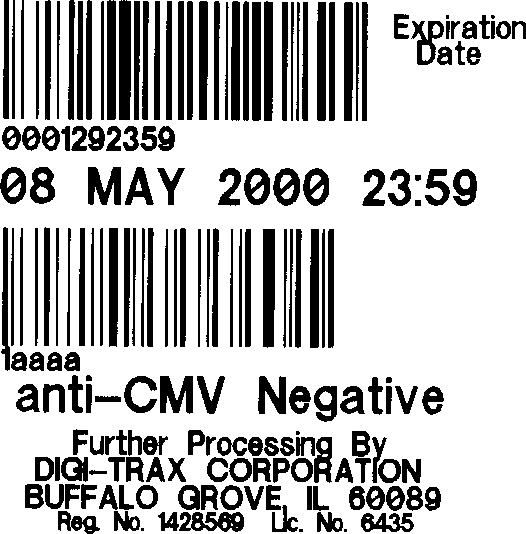 Expiration
Date
0001292359
08 MAY 2000 23:59
1aaaa
anti-CMV Negative
Further Processing By
DIGI-TRAX CORPORATION
BUFFALO GROVE, IL 60089
Reg. No. 1428569 Lic. No. 6435